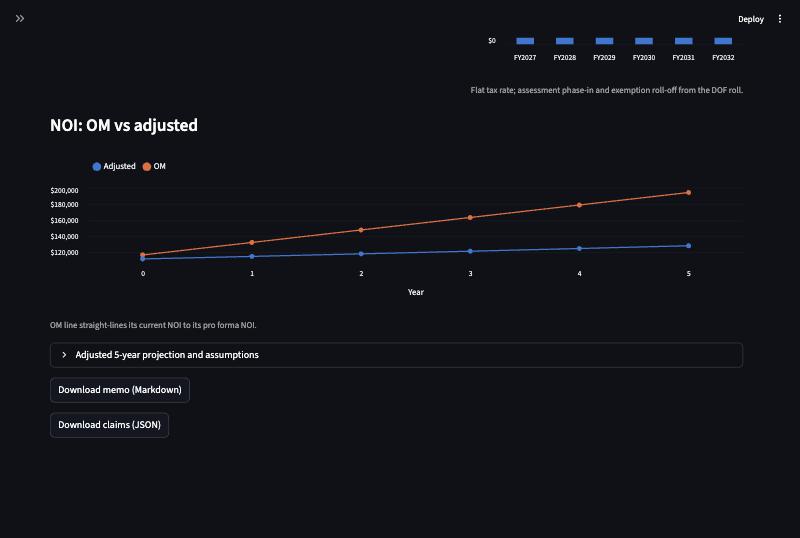 Deploy
$0
FY2027 FY2028 FY2029 FY2030 FY2031 FY2032
Flat tax rate; assessment phase-in and exemption roll-off from the DOF roll.
NOI: OM vs adjusted
Adjusted OM
$200,000
$180,000
$160,000
$140,000
$120,000
0 1 2 3 4 5
Year
OM line straight-lines its current NOI to its pro forma NOI.
Adjusted 5-year projection and assumptions
Download memo (Markdown)
Download claims (JSON)